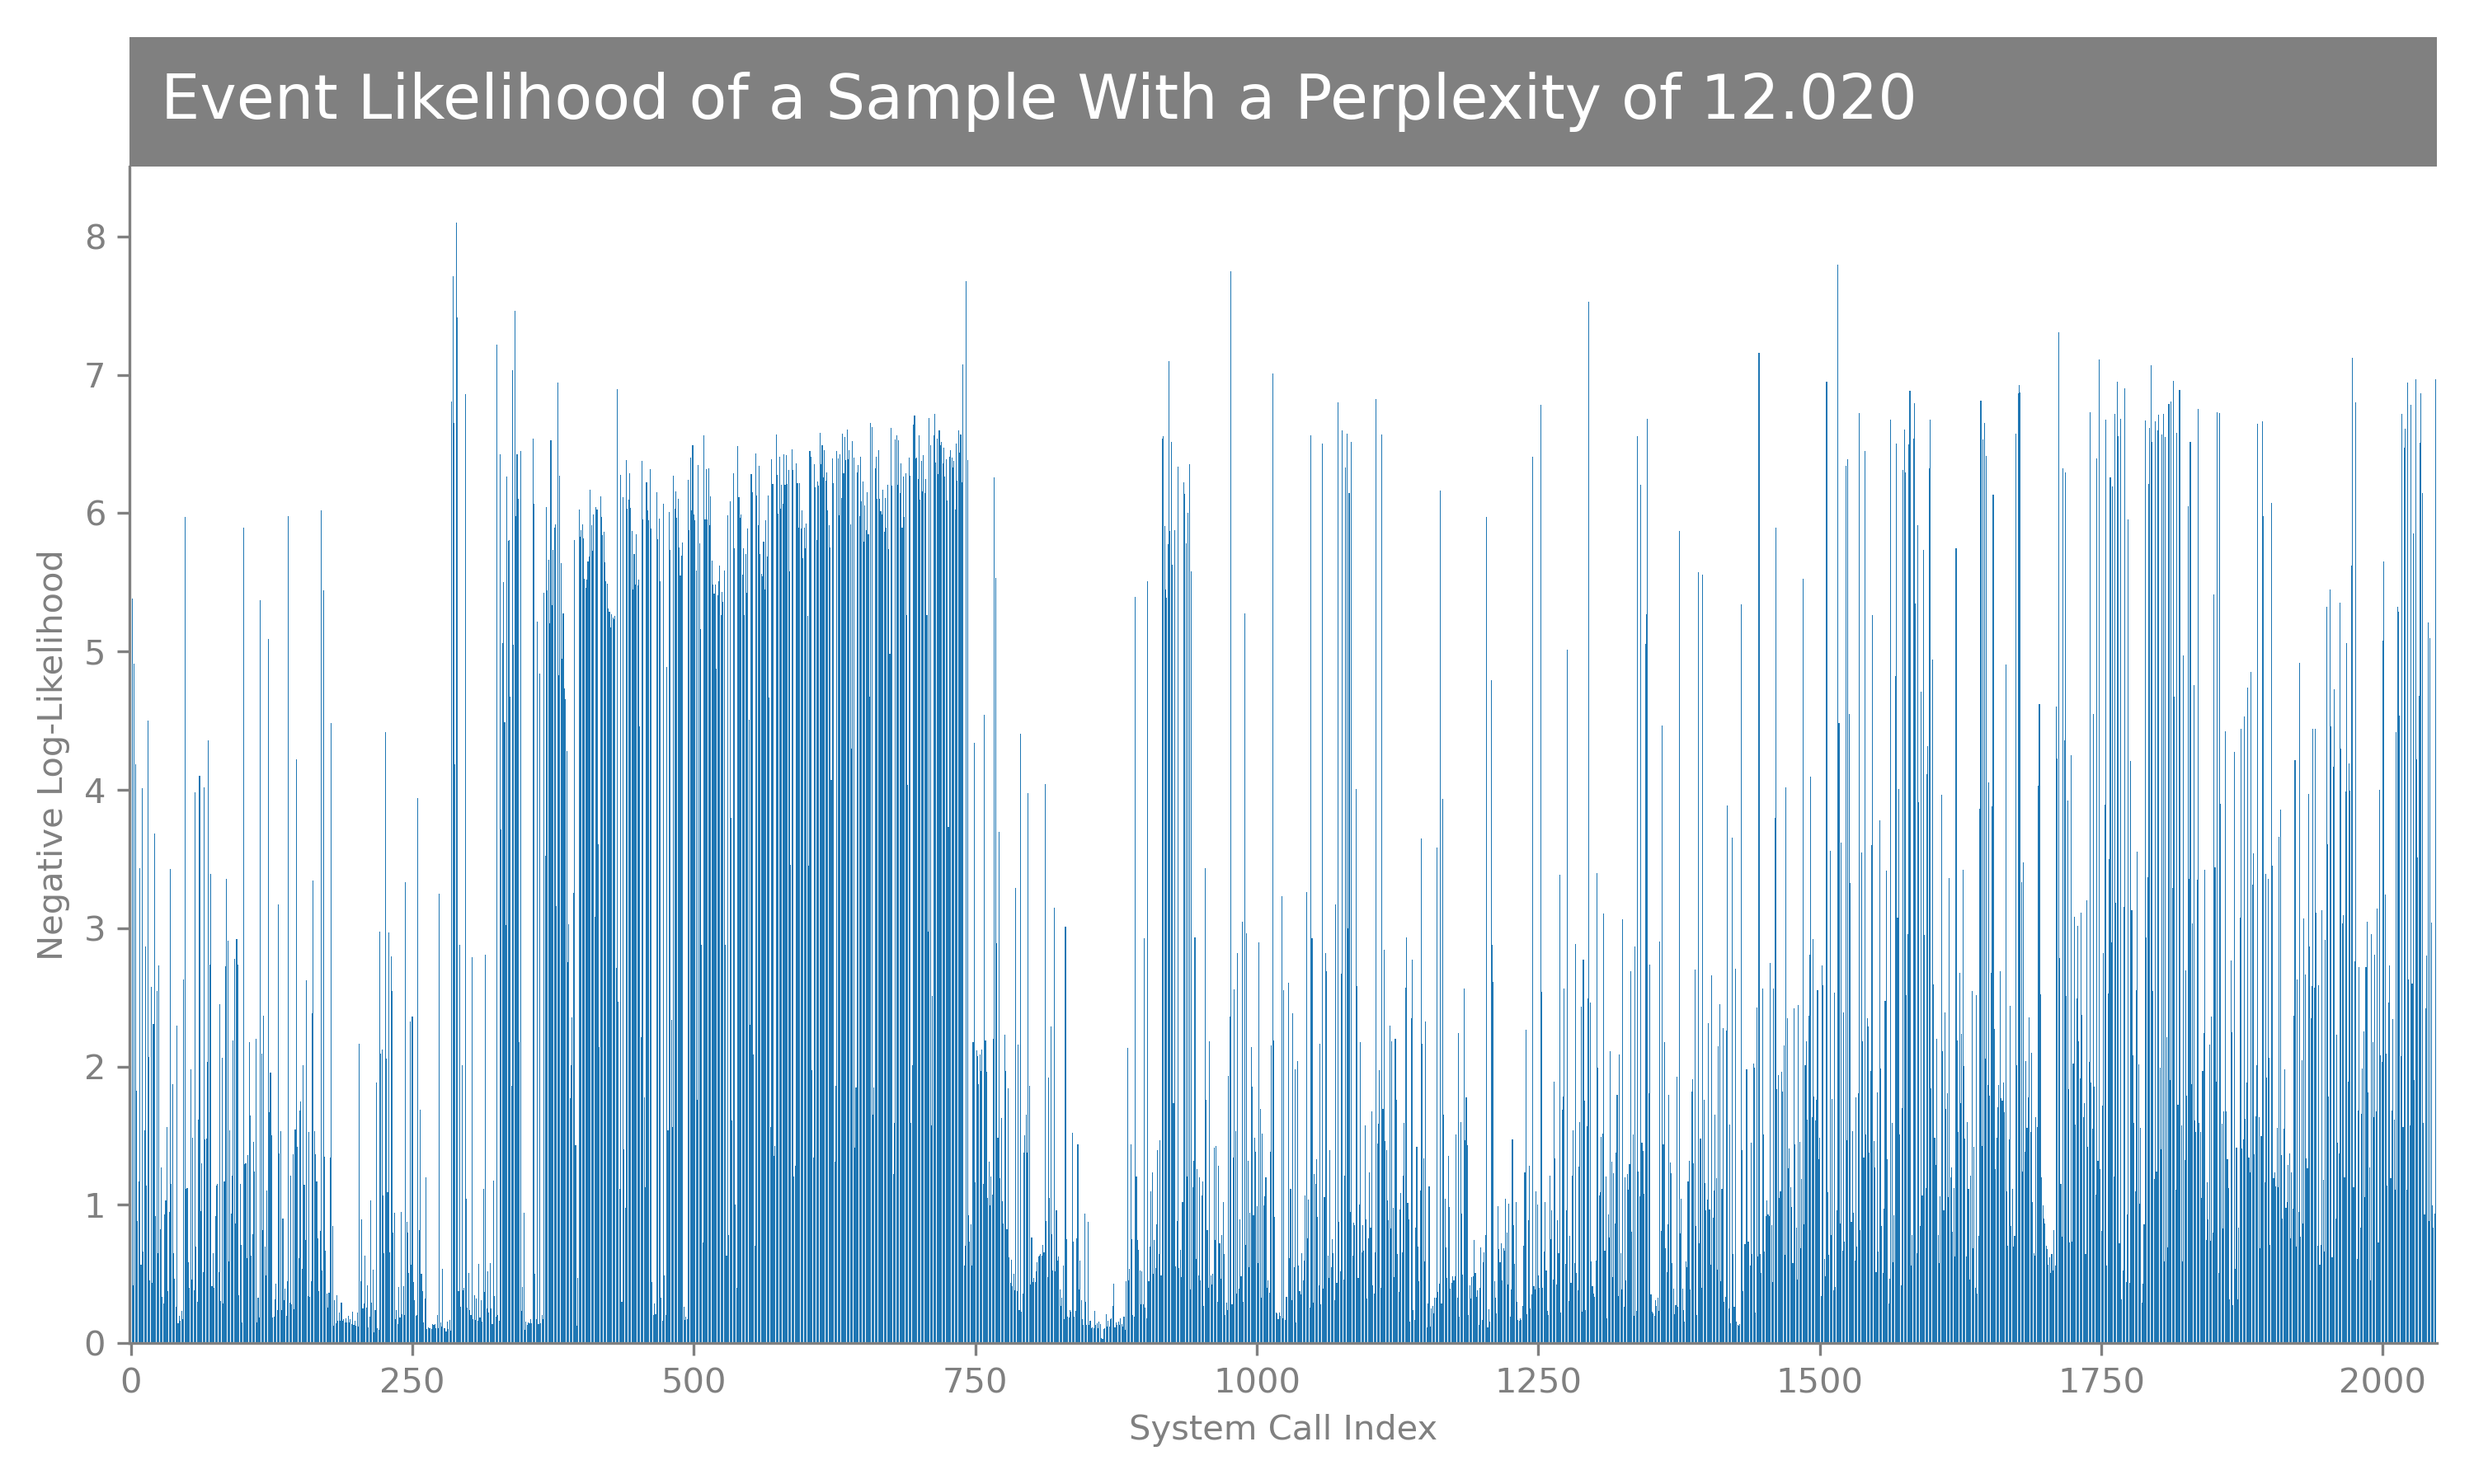 Event Likelihood of a Sample With a Perplexity of 12.020
8
7
6
5
4
3
2
1
0
Negative Log-Likelihood
0 250 500 750 1000 1250 1500 1750 2000
System Call Index